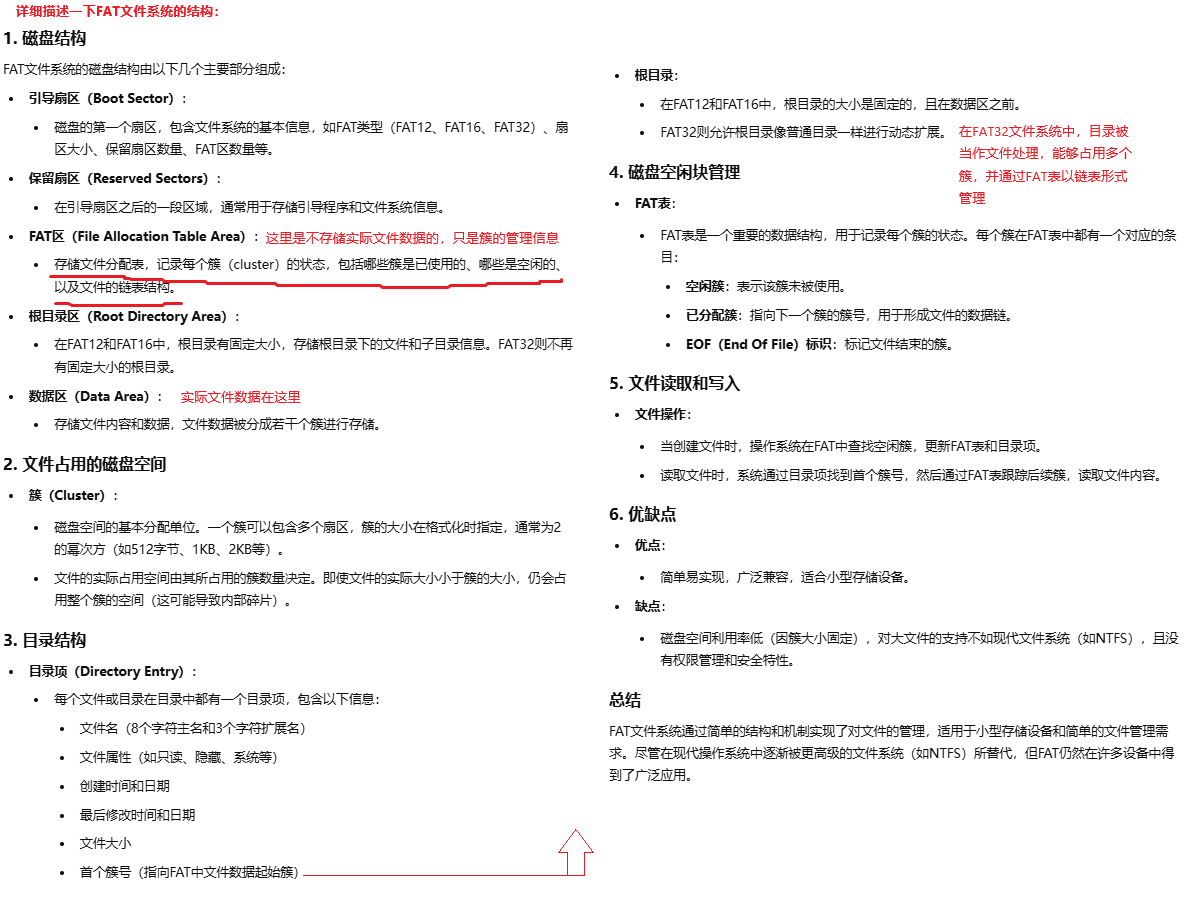 详细描述一下FAT文件系统的结构：
1. 磁盘结构
FAT文件系统的磁盘结构由以下几个主要部分组成：
• 引导扇区（Boot Sector）：
• 磁盘的第一个扇区，包含文件系统的基本信息，如FAT类型（FAT12、FAT16、FAT32）、扇
区大小、保留扇区数量、FAT区数量等。
• 保留扇区（Reserved Sectors）：
• 在引导扇区之后的一段区域，通常用于存储引导程序和文件系统信息。
• FAT区（File Allocation Table Area）： 这里是不存储实际文件数据的，只是簇的管理信息
• 存储文件分配表，记录每个簇（cluster）的状态，包括哪些簇是已使用的、哪些是空闲的、
以及文件的链表结构。
• 根目录区（Root Directory Area）：
• 在FAT12和FAT16中，根目录有固定大小，存储根目录下的文件和子目录信息。FAT32则不再
有固定大小的根目录。
• 数据区（Data Area）： 实际文件数据在这里
• 存储文件内容和数据，文件数据被分成若干个簇进行存储。
2. 文件占用的磁盘空间
• 簇（Cluster）：
• 磁盘空间的基本分配单位。一个簇可以包含多个扇区，簇的大小在格式化时指定，通常为2
的幂次方（如512字节、1KB、2KB等）。
• 文件的实际占用空间由其所占用的簇数量决定。即使文件的实际大小小于簇的大小，仍会占
用整个簇的空间（这可能导致内部碎片）。
3. 目录结构
• 目录项（Directory Entry）：
• 每个文件或目录在目录中都有一个目录项，包含以下信息：
• 文件名（8个字符主名和3个字符扩展名）
• 文件属性（如只读、隐藏、系统等）
• 创建时间和日期
• 最后修改时间和日期
• 文件大小
• 首个簇号（指向FAT中文件数据起始簇）
• 根目录：
• 在FAT12和FAT16中，根目录的大小是固定的，且在数据区之前。
• FAT32则允许根目录像普通目录一样进行动态扩展。
在FAT32文件系统中，目录被
当作文件处理，能够占用多个
簇，并通过FAT表以链表形式
管理
4. 磁盘空闲块管理
• FAT表：
• FAT表是一个重要的数据结构，用于记录每个簇的状态。每个簇在FAT表中都有一个对应的条
目：
• 空闲簇：表示该簇未被使用。
• 已分配簇：指向下一个簇的簇号，用于形成文件的数据链。
• EOF（End Of File）标识：标记文件结束的簇。
5. 文件读取和写入
• 文件操作：
• 当创建文件时，操作系统在FAT中查找空闲簇，更新FAT表和目录项。
• 读取文件时，系统通过目录项找到首个簇号，然后通过FAT表跟踪后续簇，读取文件内容。
6. 优缺点
• 优点：
• 简单易实现，广泛兼容，适合小型存储设备。
• 缺点：
• 磁盘空间利用率低（因簇大小固定），对大文件的支持不如现代文件系统（如NTFS），且没
有权限管理和安全特性。
总结
FAT文件系统通过简单的结构和机制实现了对文件的管理，适用于小型存储设备和简单的文件管理需
求。尽管在现代操作系统中逐渐被更高级的文件系统（如NTFS）所替代，但FAT仍然在许多设备中得
到了广泛应用。